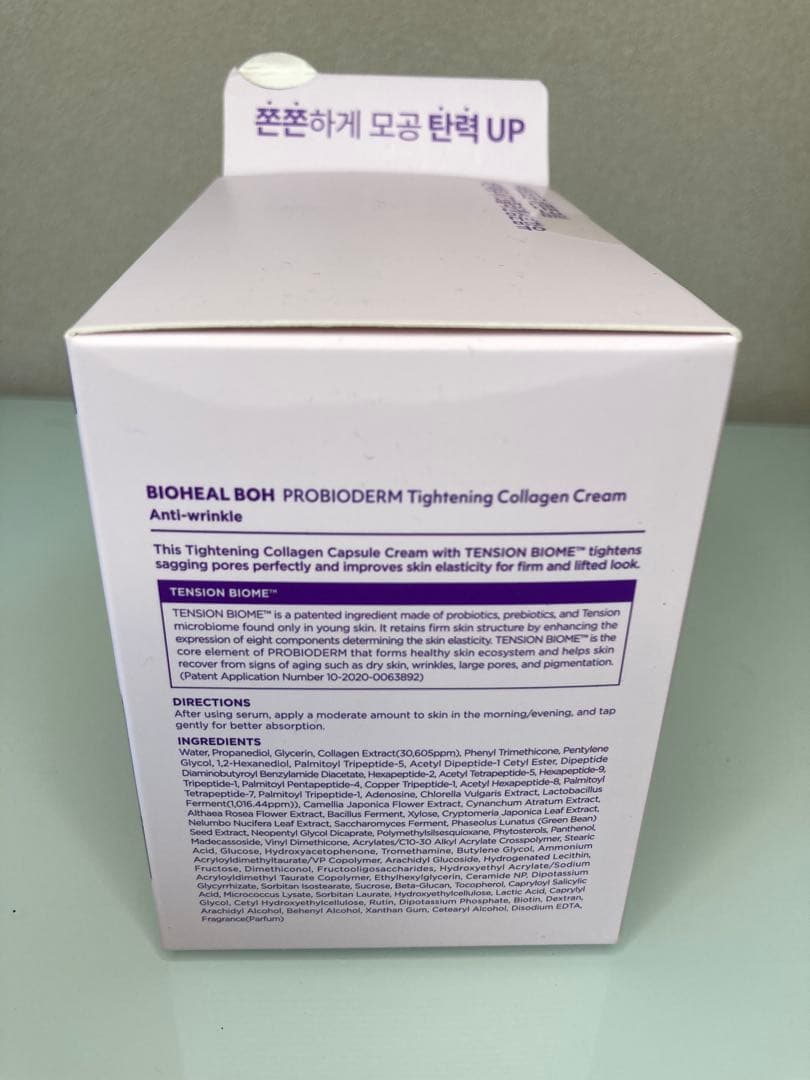 쫀쫀하게 모공 탄력 UP
BIOHEAL BOH PROBIODERM Tightening Collagen Cream
Anti-wrinkle
This Tightening Collagen Capsule Cream with TENSION BIOME™ tightens
sagging pores perfectly and improves skin elasticity for firm and lifted look.
TENSION BIOME™
TENSION BIOME™ is a patented ingredient made of probiotics, prebiotics, and Tension
microbiome found only in young skin. It retains firm skin structure by enhancing the
expression of eight components determining the skin elasticity. TENSION BIOME™ is the
core element of PROBIODERM that forms healthy skin ecosystem and helps skin
recover from signs of aging such as dry skin, wrinkles, large pores, and pigmentation.
(Patent Application Number 10-2020-0063892)
DIRECTIONS
After using serum, apply a moderate amount to skin in the morning/evening, and tap
gently for better absorption.
INGREDIENTS
Water, Propanediol, Glycerin, Collagen Extract(30,605ppm), Phenyl Trimethicone, Pentylene
Glycol, 1,2-Hexanediol, Palmitoyl Tripeptide-5, Acetyl Dipeptide-1 Cetyl Ester, Dipeptide
Diaminobutyroyl Benzylamide Diacetate, Hexapeptide-2, Acetyl Tetrapeptide-5, Hexapeptide-9,
Tripeptide-1, Palmitoyl Pentapeptide-4, Copper Tripeptide-1, Acetyl Hexapeptide-8, Palmitoyl
Tetrapeptide-7, Palmitoyl Tripeptide-1, Adenosine, Chlorella Vulgaris Extract, Lactobacillus
Ferment(1,016.44ppm)), Camellia Japonica Flower Extract, Cynanchum Atratum Extract,
Althaea Rosea Flower Extract, Bacillus Ferment, Xylose, Cryptomeria Japonica Leaf Extract,
Nelumbo Nucifera Leaf Extract, Saccharomyces Ferment, Phaseolus Lunatus (Green Bean)
Seed Extract, Neopentyl Glycol Dicaprate, Polymethylsilsesquioxane, Phytosterols, Panthenol,
Madecassoside, Vinyl Dimethicone, Acrylates/C10-30 Alkyl Acrylate Crosspolymer, Stearic
Acid, Glucose, Hydroxyacetophenone, Tromethamine, Butylene Glycol, Ammonium
Acryloyldimethyltaurate/VP Copolymer, Arachidyl Glucoside, Hydrogenated Lecithin,
Fructose, Dimethiconol, Fructooligosaccharides, Hydroxyethyl Acrylate/Sodium
Acryloyldimethyl Taurate Copolymer, Ethylhexylglycerin, Ceramide NP, Dipotassium
Glycyrrhizate, Sorbitan Isostearate, Sucrose, Beta-Glucan, Tocopherol, Capryloyl Salicylic
Acid, Micrococcus Lysate, Sorbitan Laurate, Hydroxyethylcellulose, Lactic Acid, Caprylyl
Glycol, Cetyl Hydroxyethylcellulose, Rutin, Dipotassium Phosphate, Biotin, Dextran,
Arachidyl Alcohol, Behenyl Alcohol, Xanthan Gum, Cetearyl Alcohol, Disodium EDTA,
Fragrance(Parfum)